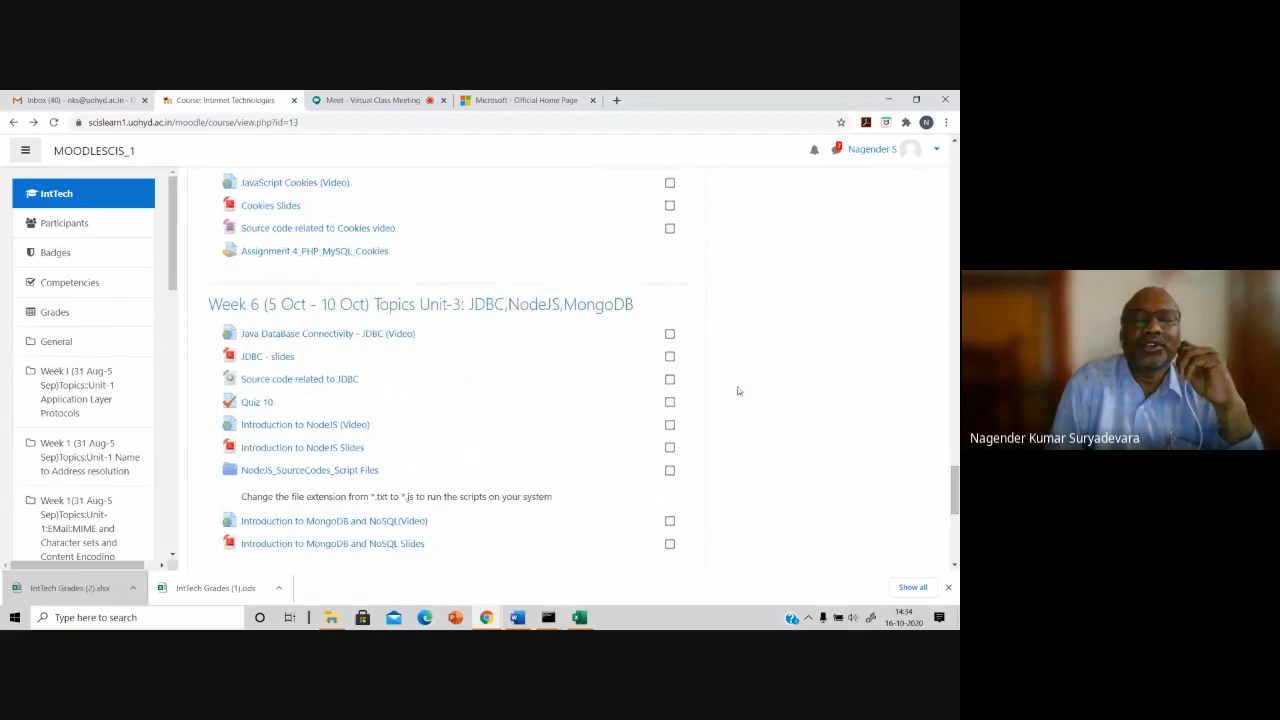 Inbox (40) - nks@uohyd.ac.in - U
Course: Internet Technologies
Meet - Virtual Class Meeting
Microsoft - Official Home Page
scislearn1.uohyd.ac.in/moodle/course/view.php?id=13
MOODLESCIS_1
Nagender S
IntTech
Participants
Badges
Competencies
Grades
General
Week I (31 Aug-5
Sep)Topics:Unit-1
Application Layer
Protocols
Week 1 (31 Aug-5
Sep)Topics:Unit-1 Name
to Address resolution
Week 1(31 Aug-5
Sep)Topics:Unit-
1:EMail:MIME and
Character sets and
Content Encoding
JavaScript Cookies (Video)
Cookies Slides
Source code related to Cookies video
Assignment 4_PHP_MySQL_Cookies
Week 6 (5 Oct - 10 Oct) Topics Unit-3: JDBC,NodeJS,MongoDB
Java DataBase Connectivity - JDBC (Video)
JDBC - slides
Source code related to JDBC
Quiz 10
Introduction to NodeJS (Video)
Introduction to NodeJS Slides
NodeJS_SourceCodes_Script Files
Change the file extension from *.txt to *.js to run the scripts on your system
Introduction to MongoDB and NoSQL(Video)
Introduction to MongoDB and NoSQL Slides
Nagender Kumar Suryadevara
IntTech Grades (2).xlsx
IntTech Grades (1).ods
Show all
Type here to search
14:34
16-10-2020